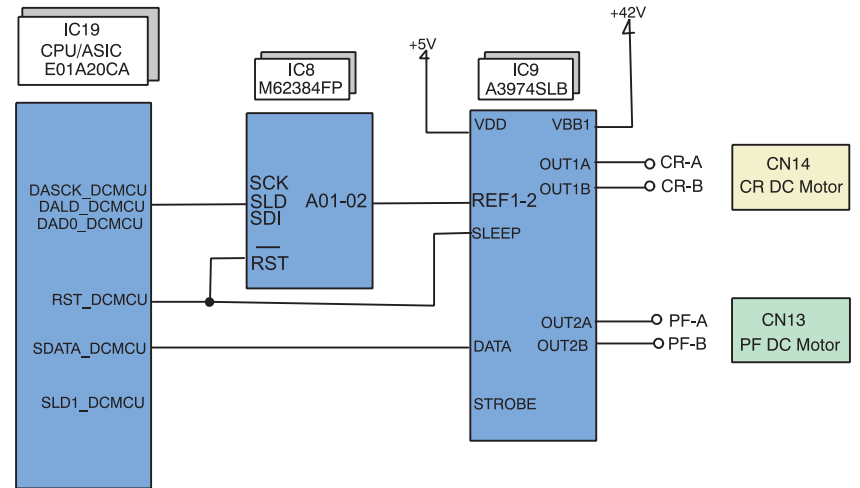 IC19
CPU/ASIC
E01A20CA
DASCK_DCMCU
DALD_DCMCU
DAD0_DCMCU
RST_DCMCU
SDATA_DCMCU
SLD1_DCMCU
IC8
M62384FP
SCK
SLD
SDI
A01-02
RST
+5V
+42V
IC9
A3974SLB
VDD
VBB1
OUT1A
OUT1B
REF1-2
SLEEP
OUT2A
OUT2B
DATA
STROBE
CR-A
CR-B
PF-A
PF-B
CN14
CR DC Motor
CN13
PF DC Motor